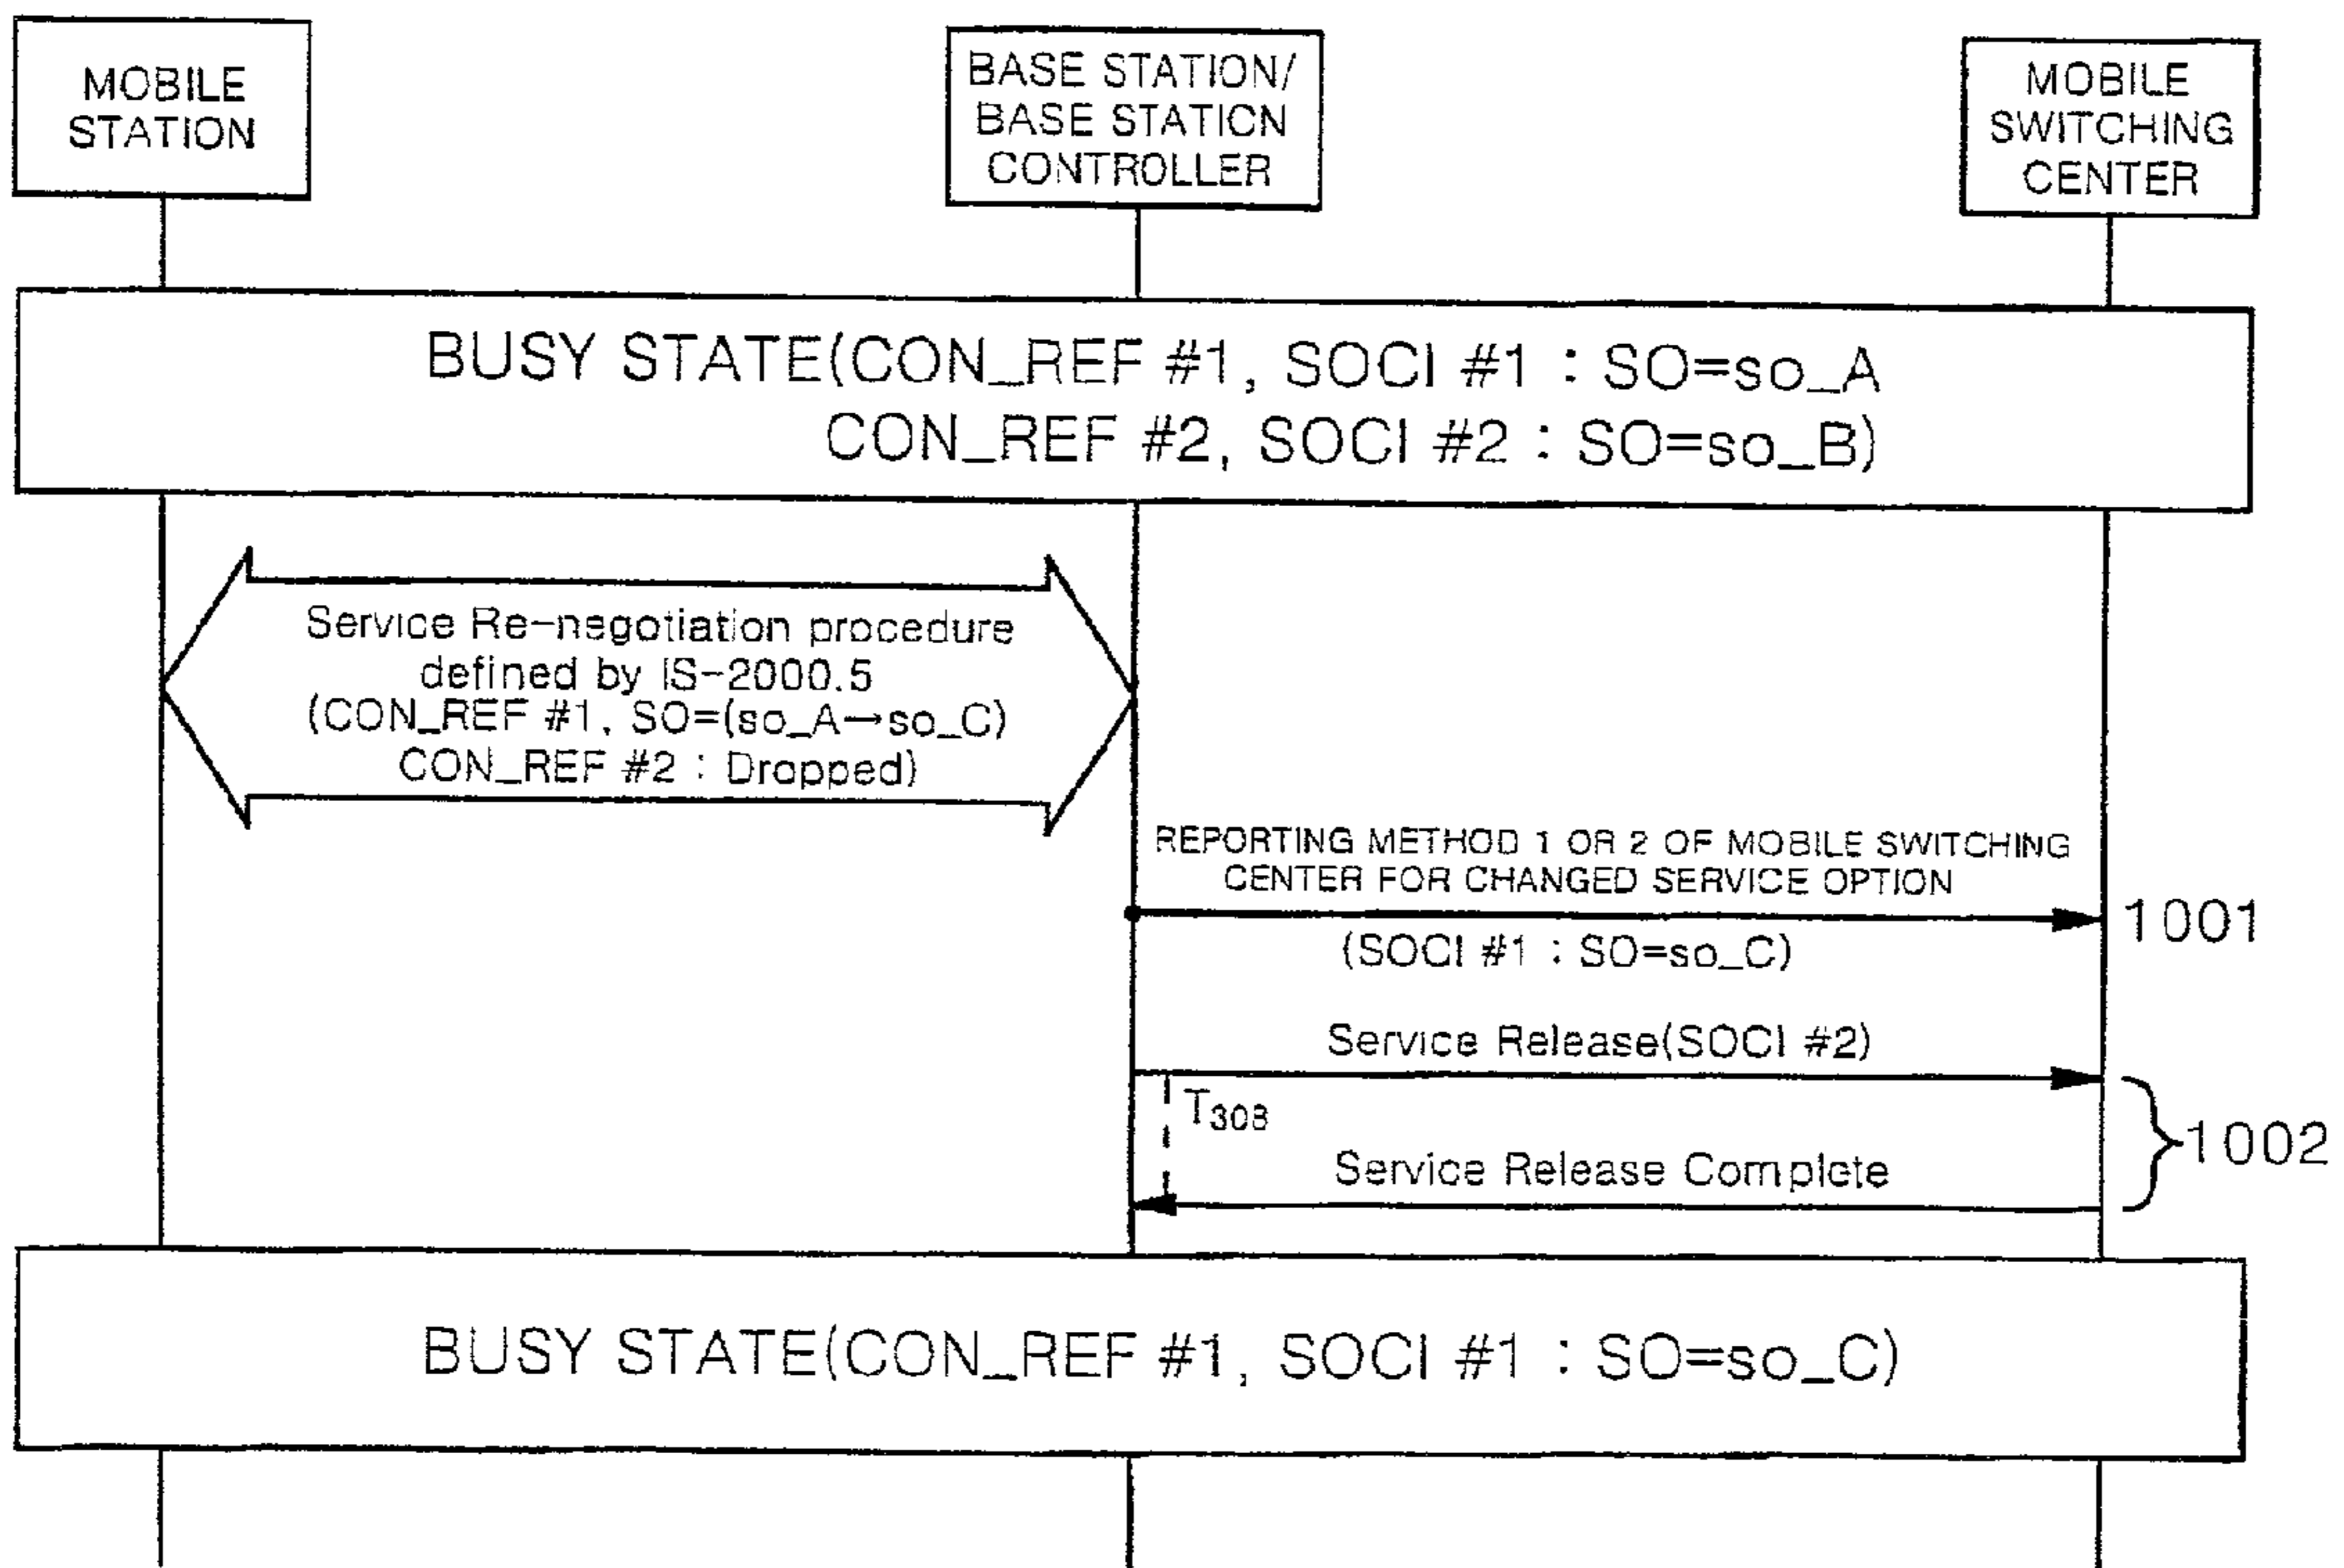 MOBILE
STATION
BASE STATION/
BASE STATION
CONTROLLER
MOBILE
SWITCHING
CENTER
BUSY STATE(CON_REF #1, SOCI #1 : SO=so_A
CON_REF #2, SOCI #2 : SO=so_B)
Service Re-negotiation procedure
defined by IS-2000.5
(CON_REF #1, SO=(so_A→so_C)
CON_REF #2 : Dropped)
REPORTING METHOD 1 OR 2 OF MOBILE SWITCHING
CENTER FOR CHANGED SERVICE OPTION
1001
(SOCI #1 : SO=so_C)
Service Release(SOCI #2)
T308
1002
Service Release Complete
BUSY STATE(CON_REF #1, SOCI #1 : SO=so_C)